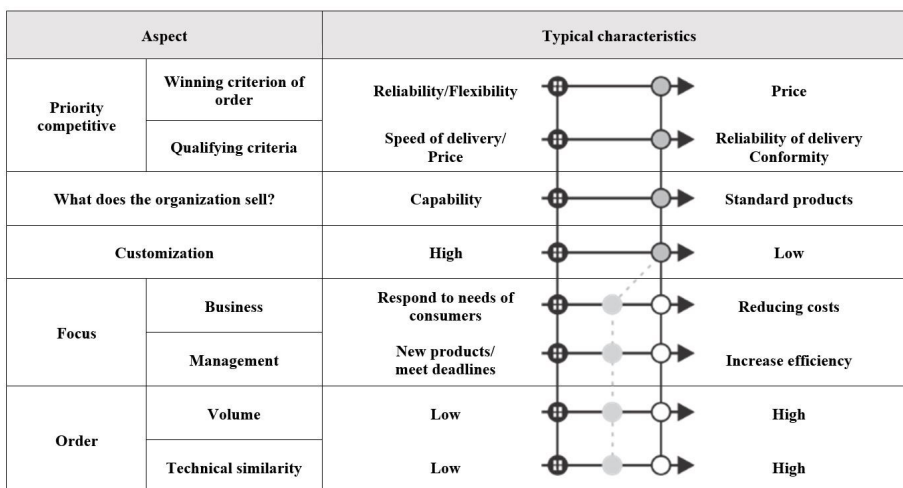 Aspect
Typical characteristics
Priority
competitive
Winning criterion of
order
Reliability/Flexibility
Price
Qualifying criteria
Speed of delivery/
Price
Reliability of delivery
Conformity
What does the organization sell?
Capability
Standard products
Customization
High
Low
Focus
Business
Respond to needs of
consumers
Reducing costs
Management
New products/
meet deadlines
Increase efficiency
Order
Volume
Low
High
Technical similarity
Low
High